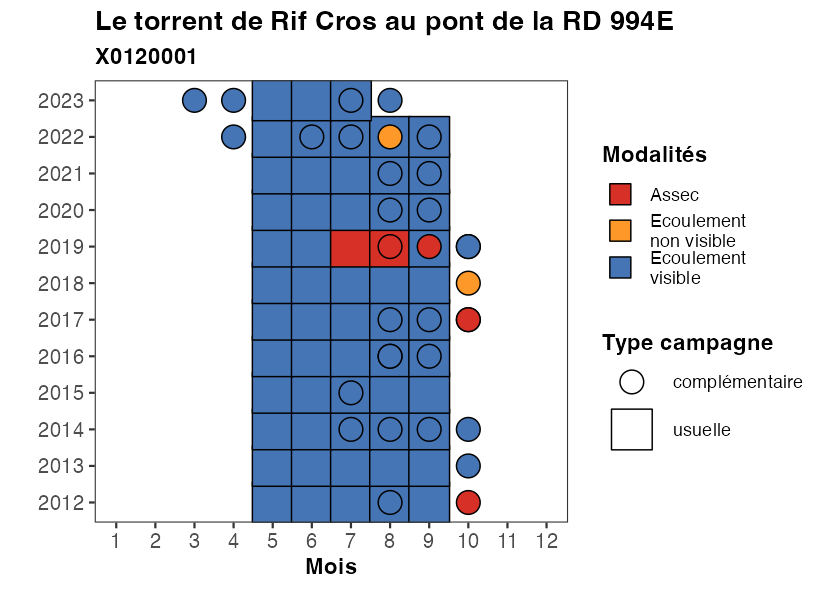 Le torrent de Rif Cros au pont de la RD 994E
X0120001
2023
2022
2021
2020
2019
2018
2017
2016
2015
2014
2013
2012
1 2 3 4 5 6 7 8 9 10 11 12
Mois
Modalités
Assec
Ecoulement
non visible
Ecoulement
visible
Type campagne
complémentaire
usuelle